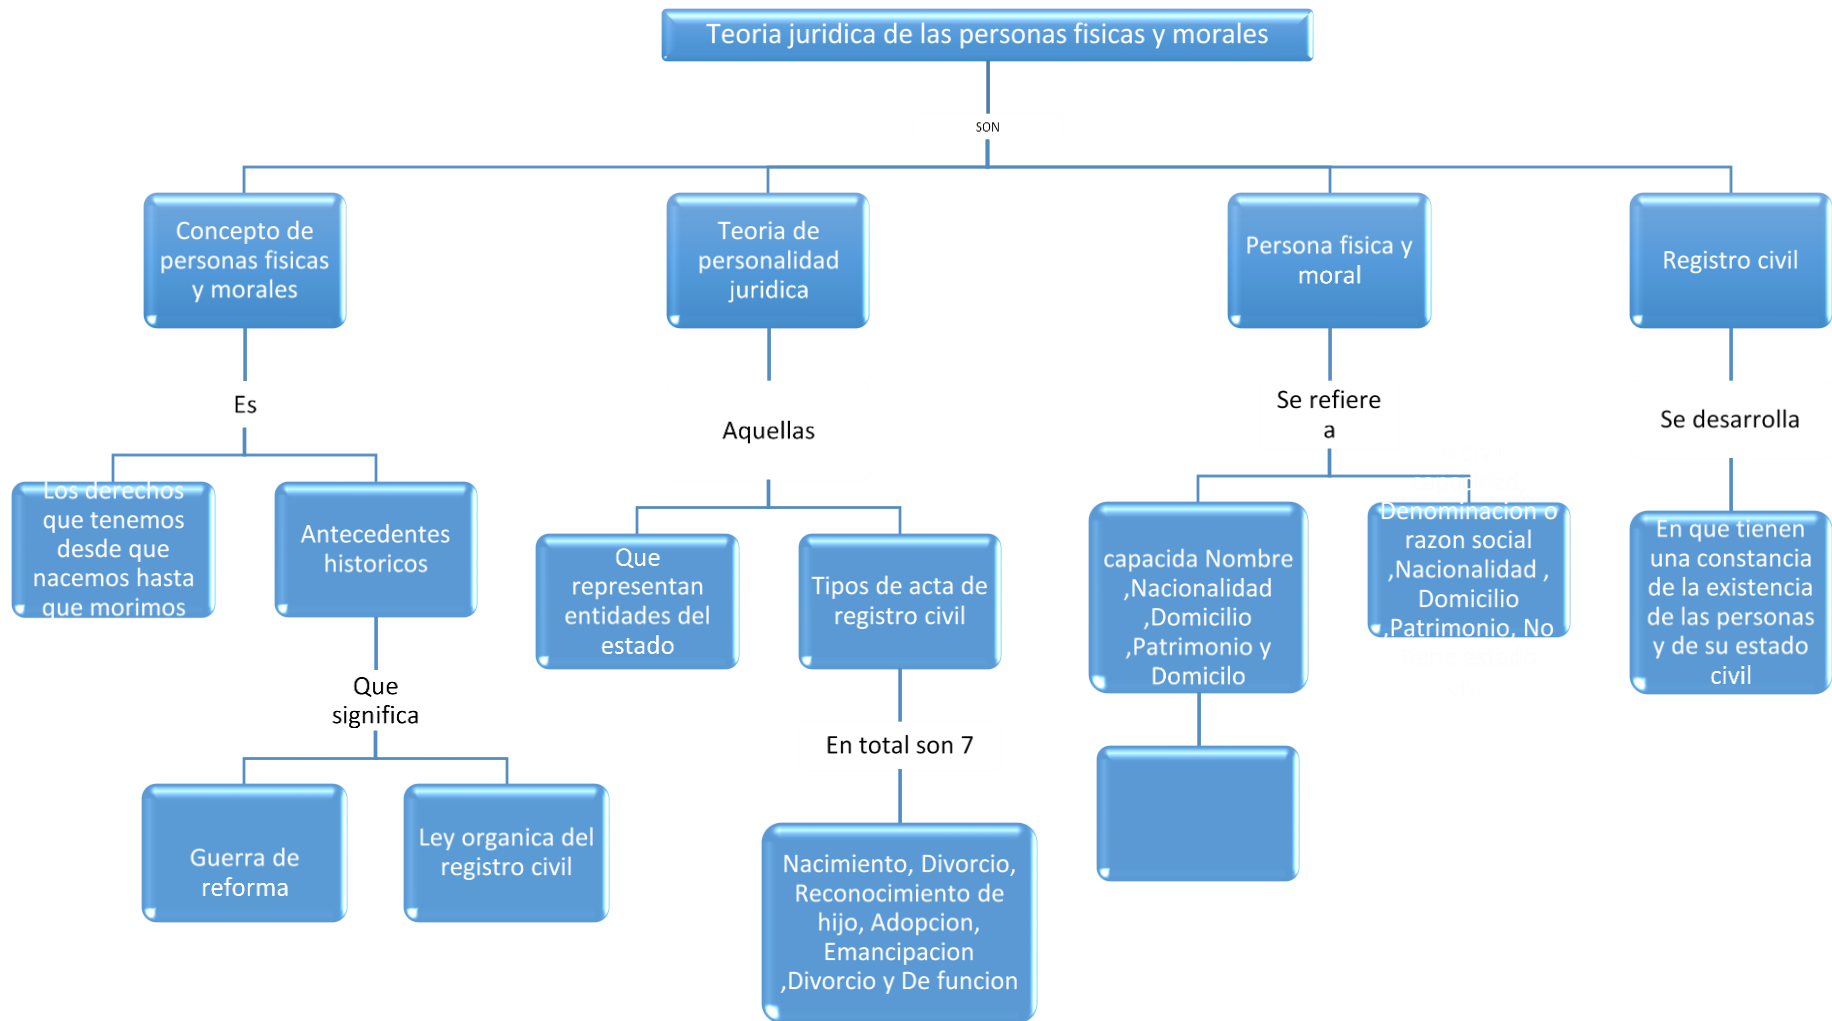 Teoria juridica de las personas fisicas y morales
SON
Concepto de
personas fisicas
y morales
Teoria de
personalidad
juridica
Persona fisica y
moral
Registro civil
Es
Aquellas
Se refiere
a
Se desarrolla
Los derechos
que tenemos
desde que
nacemos hasta
que morimos
Antecedentes
historicos
Que
representan
entidades del
estado
Tipos de acta de
registro civil
capacida Nombre
,Nacionalidad
,Domicilio
,Patrimonio y
Domicilo
Denominacion o
razon social
,Nacionalidad ,
Domicilio
,Patrimonio, No
En que tienen
una constancia
de la existencia
de las personas
y de su estado
civil
Que
significa
En total son 7
Guerra de
reforma
Ley organica del
registro civil
Nacimiento, Divorcio,
Reconocimiento de
hijo, Adopcion,
Emancipacion
,Divorcio y De funcion